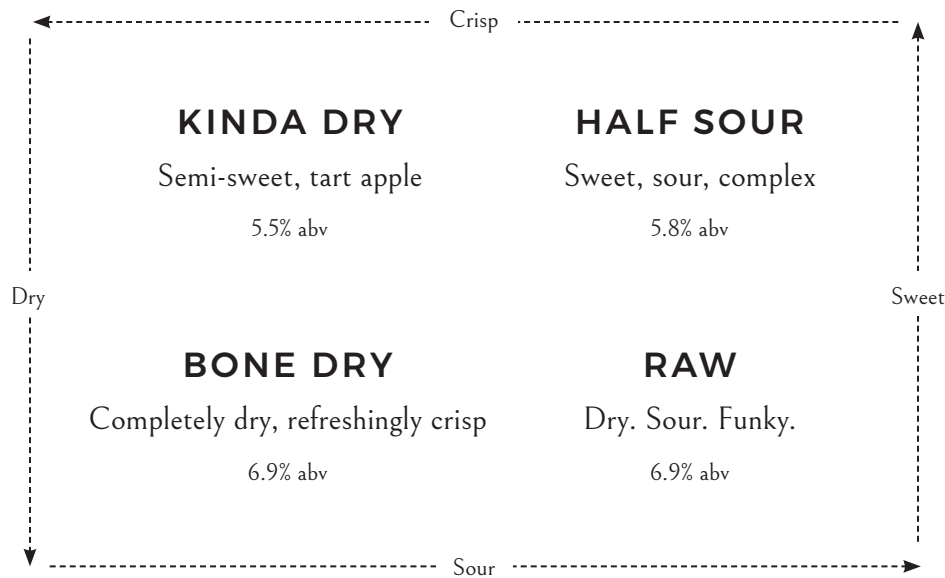 Crisp
KINDA DRY
Semi-sweet, tart apple
5.5% abv
HALF SOUR
Sweet, sour, complex
5.8% abv
Dry
Sweet
BONE DRY
Completely dry, refreshingly crisp
6.9% abv
RAW
Dry. Sour. Funky.
6.9% abv
Sour